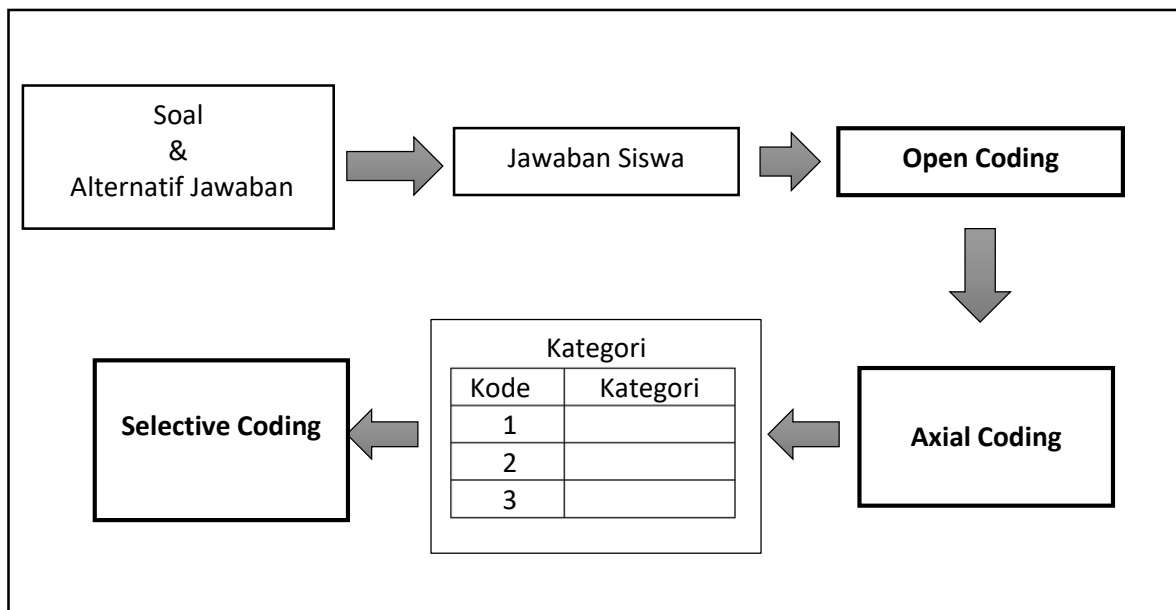 Soal
&
Alternatif Jawaban
Jawaban Siswa
Open Coding
Axial Coding
Kategori
Kode Kategori
1
2
3
Selective Coding